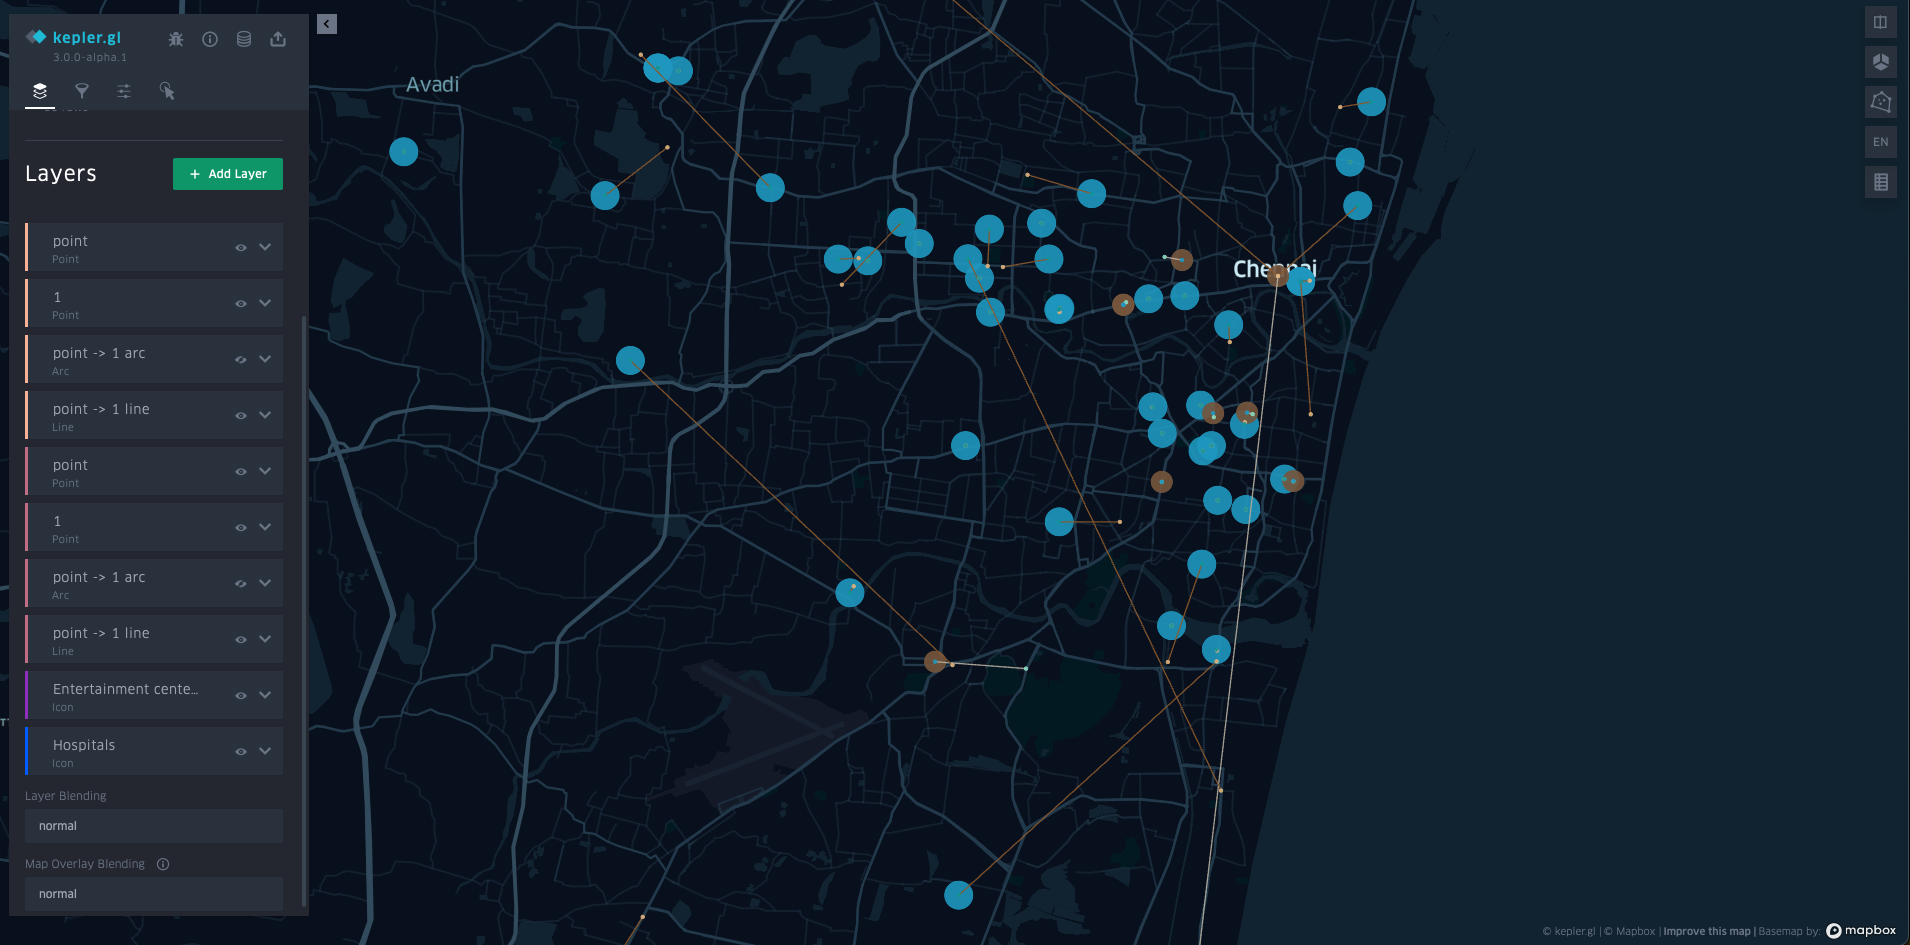 kepler.gl
3.0.0-alpha.1
Layers
+ Add Layer
point
Point
1
Point
point -> 1 arc
Arc
point -> 1 line
Line
point
Point
1
Point
point -> 1 arc
Arc
point -> 1 line
Line
Entertainment cente…
Icon
Hospitals
Icon
Layer Blending
normal
Map Overlay Blending
normal
Avadi
Chennai
EN
© kepler.gl | © Mapbox | Improve this map | Basemap by: mapbox